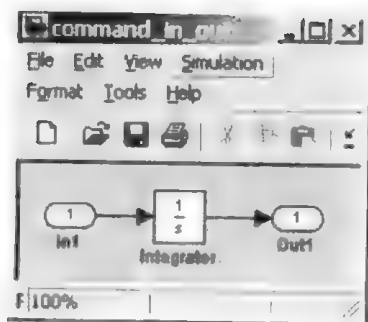 command_in_out
File Edit View Simulation
Format Tools Help
1 1/s 1
In1 Integrator Out1
100%